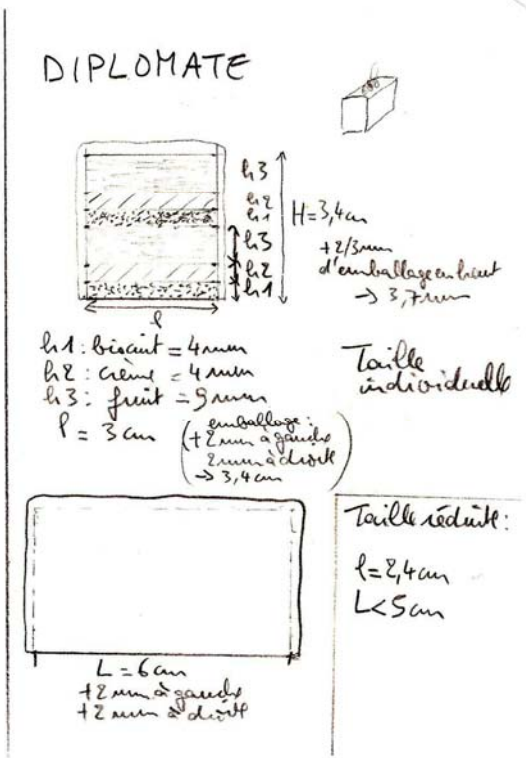 DIPLOMATE
h3
h2
h1
h3
h2
h1
H=3,4cm
+2/3mm
d'emballage en haut
→ 3,7mm
l
h1: biscuit = 4mm
h2: crème = 4mm
h3: fruit = 9mm
l = 3cm
(emballage:
+2mm à gauche
2mm à droite
→ 3,4cm)
Taille
individuelle
L = 6cm
+2mm à gauche
+2mm à droite
Taille réduite:
l=2,4cm
L<5cm